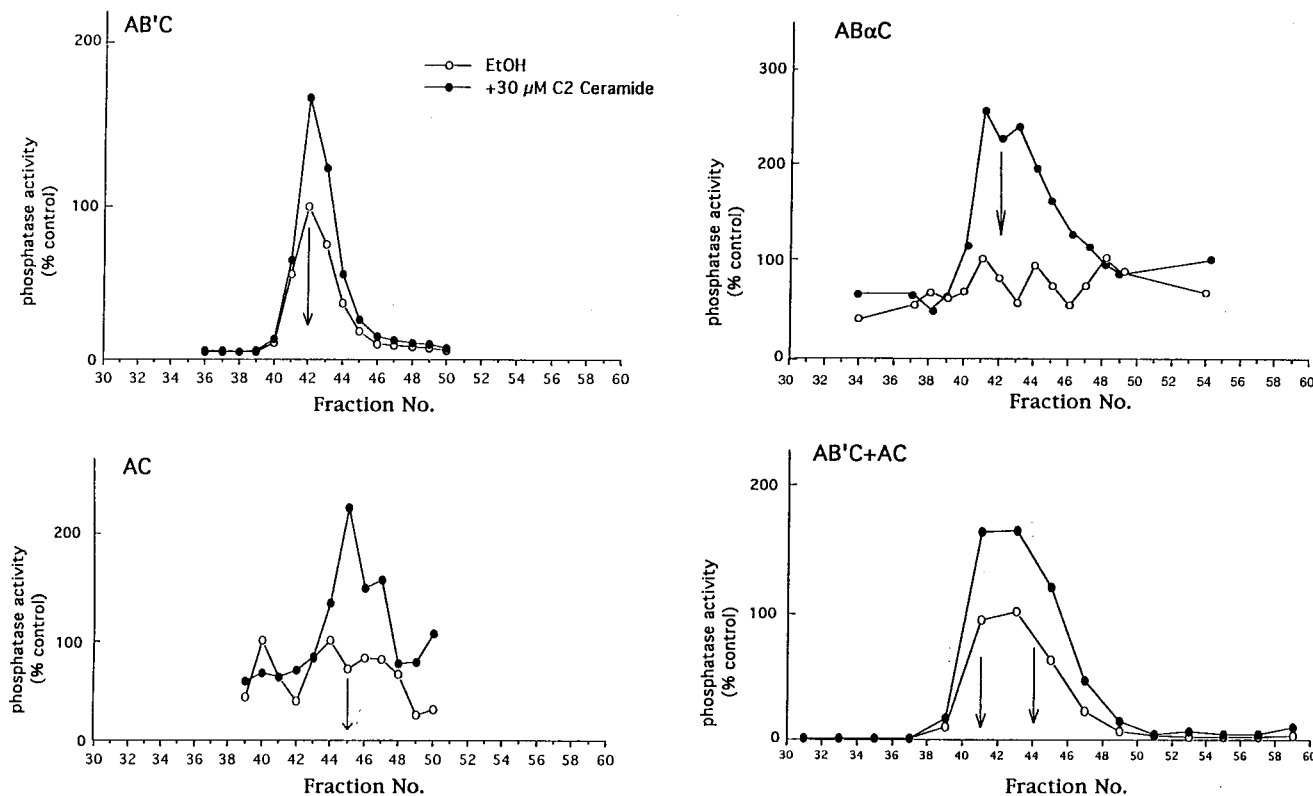 AB'C
200
100
0
phosphatase activity
(% control)
EtOH
+30 µM C2 Ceramide
30 32 34 36 38 40 42 44 46 48 50 52 54 56 58 60
Fraction No.
ABαC
300
200
100
0
phosphatase activity
(% control)
30 32 34 36 38 40 42 44 46 48 50 52 54 56 58 60
Fraction No.
AC
200
100
0
phosphatase activity
(% control)
30 32 34 36 38 40 42 44 46 48 50 52 54 56 58 60
Fraction No.
AB'C+AC
200
100
0
phosphatase activity
(% control)
30 32 34 36 38 40 42 44 46 48 50 52 54 56 58 60
Fraction No.